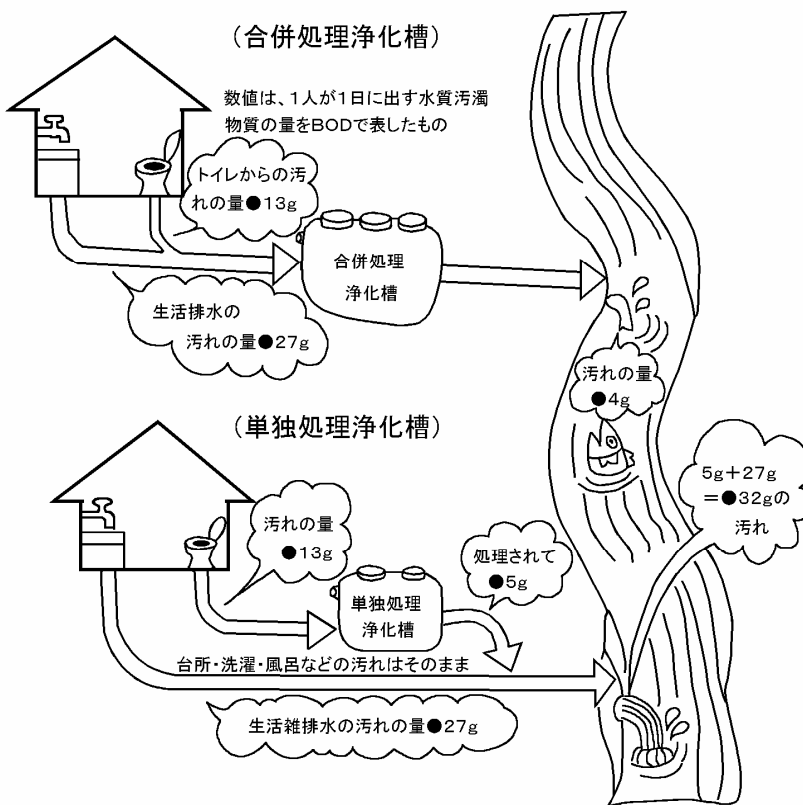 (合併処理浄化槽)
数値は、1人が1日に出す水質汚濁
物質の量をBODで表したもの
トイレからの汚
れの量●13g
合併処理
浄化槽
生活排水の
汚れの量●27g
汚れの量
●4g
(単独処理浄化槽)
汚れの量
●13g
処理されて
●5g
5g+27g
=●32gの
汚れ
単独処理
浄化槽
台所・洗濯・風呂などの汚れはそのまま
生活雑排水の汚れの量●27g